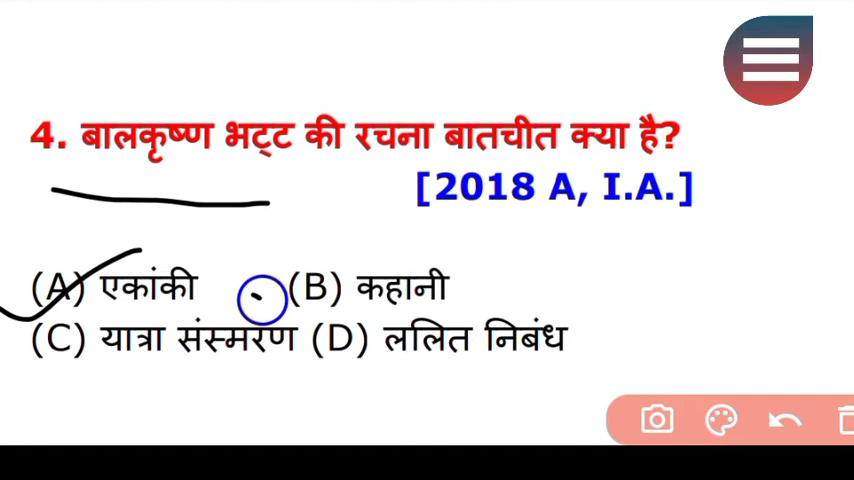 4. बालकृष्ण भट्ट की रचना बातचीत क्या है?
[2018 A, I.A.]
(A) एकांकी (B) कहानी
(C) यात्रा संस्मरण (D) ललित निबंध